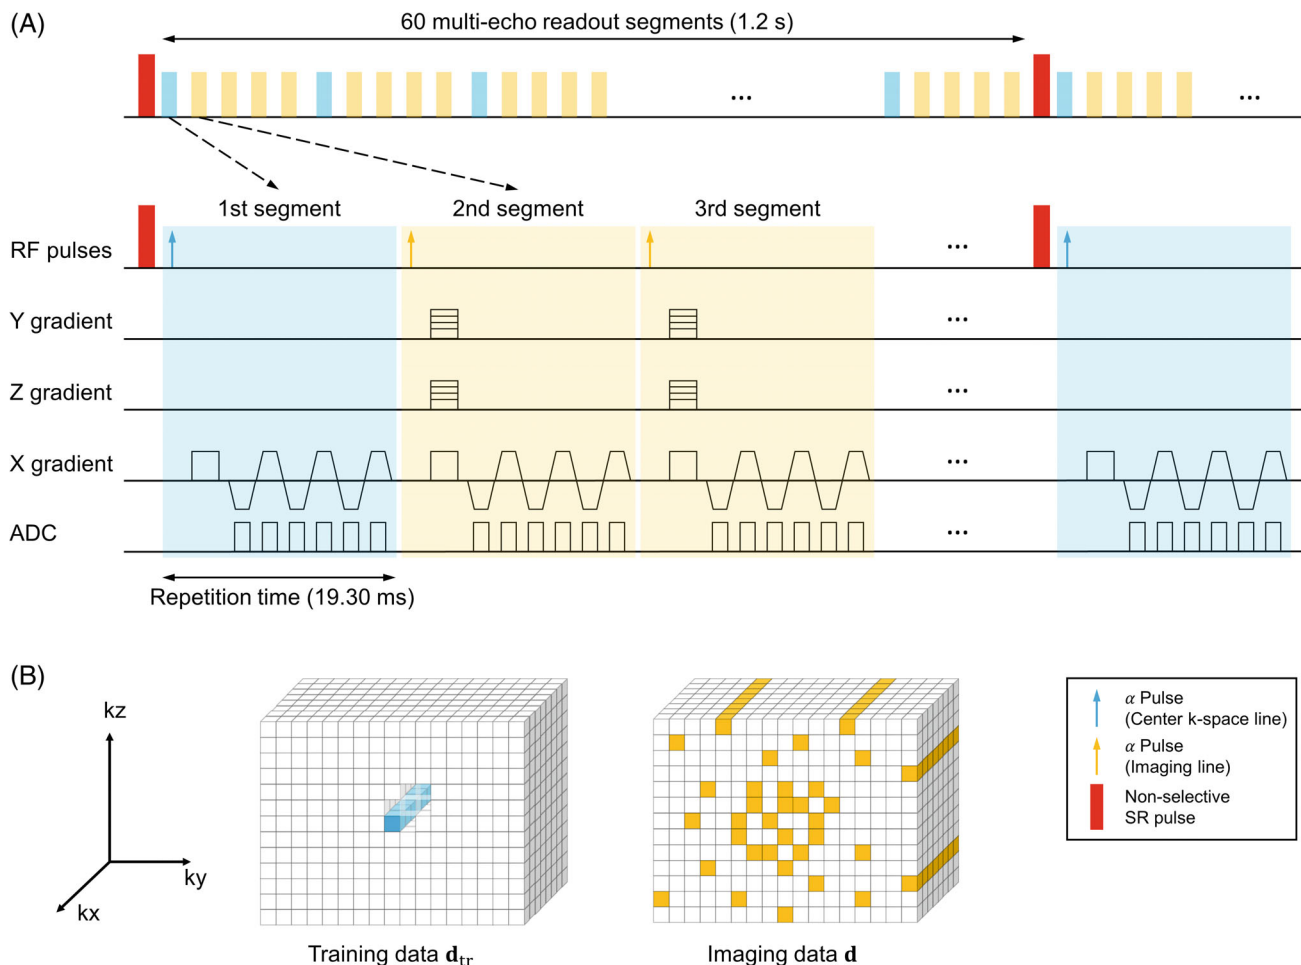 (A)
60 multi-echo readout segments (1.2 s)
...
...
1st segment
2nd segment
3rd segment
RF pulses
...
Y gradient
...
Z gradient
...
X gradient
...
ADC
...
Repetition time (19.30 ms)
(B)
kz
ky
kx
Training data d_tr
Imaging data d
α Pulse
(Center k-space line)
α Pulse
(Imaging line)
Non-selective
SR pulse